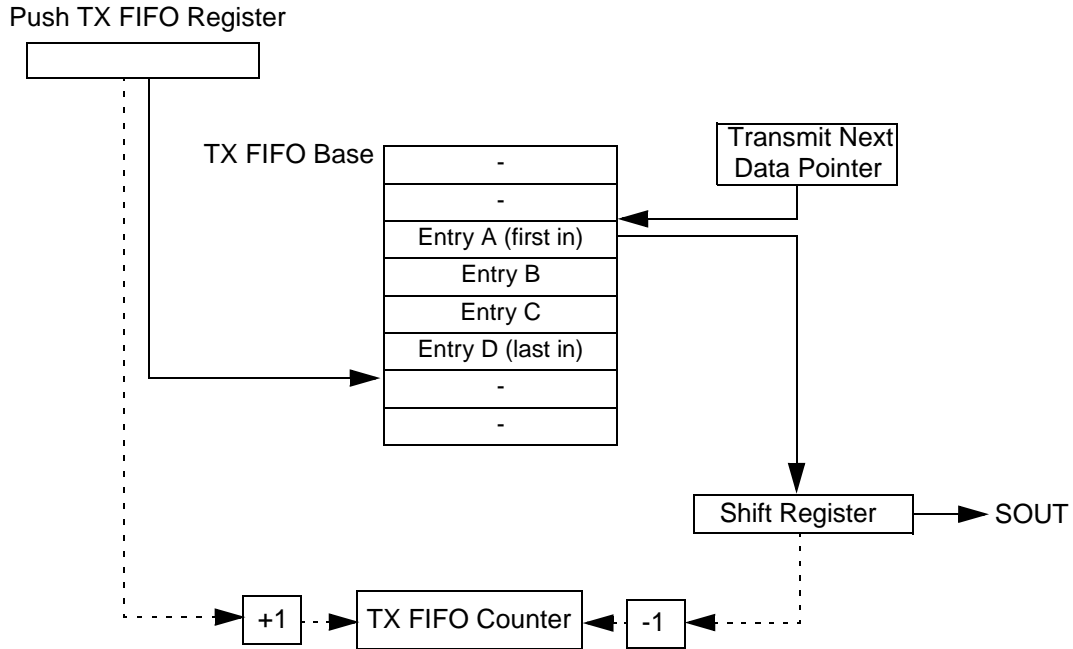 Push TX FIFO Register
TX FIFO Base
-
-
Entry A (first in)
Entry B
Entry C
Entry D (last in)
-
-
Transmit Next
Data Pointer
Shift Register
SOUT
+1
TX FIFO Counter
-1